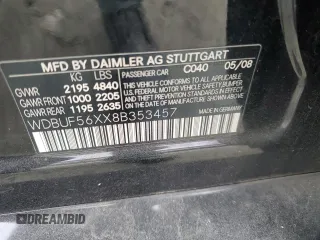 MFD BY DAIMLER AG STUTTGART
KG LBS PASSENGER CAR C040 05/08
GVWR 2195 4840
GAWR FRONT 1000 2205
GAWR REAR 1195 2635
THIS VEHICLE CONFORMS TO ALL APPLICABLE
U.S. FEDERAL MOTOR VEHICLE SAFETY/BUMPER
AND THEFT PREVENTION STANDARDS IN EFFECT
ON THE DATE OF MANUFACTURE SHOWN ABOVE
WDBUF56XX8B353457
MADE IN GERMANY
DREAMBID